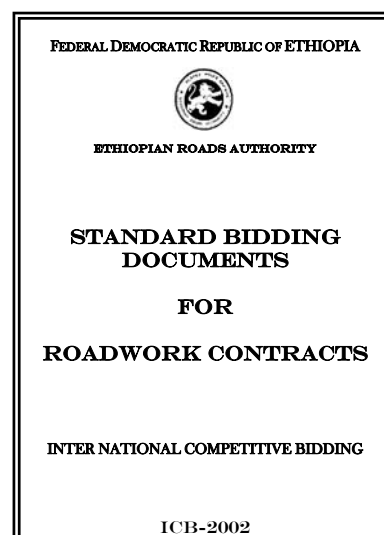 FEDERAL DEMOCRATIC REPUBLIC OF ETHIOPIA
ETHIOPIAN ROADS AUTHORITY
STANDARD BIDDING
DOCUMENTS
FOR
ROADWORK CONTRACTS
INTER NATIONAL COMPETITIVE BIDDING
ICB-2002